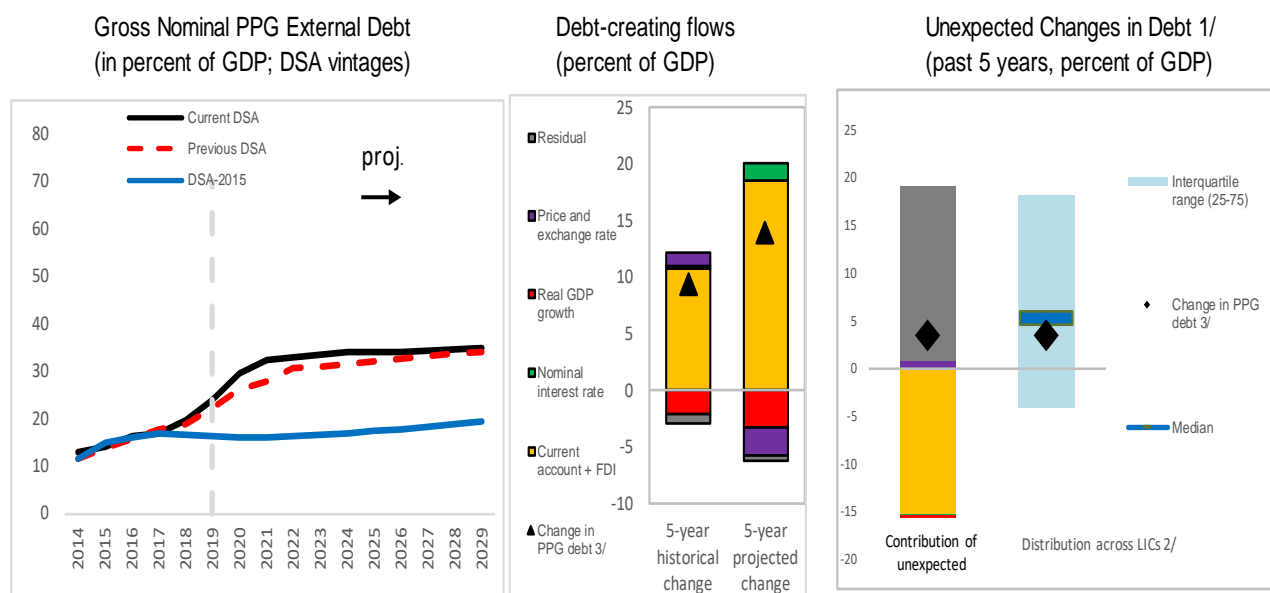 Gross Nominal PPG External Debt
(in percent of GDP; DSA vintages)
Current DSA
Previous DSA
DSA-2015
proj.
80
70
60
50
40
30
20
10
0
2014
2015
2016
2017
2018
2019
2020
2021
2022
2023
2024
2025
2026
2027
2028
2029
Debt-creating flows
(percent of GDP)
Residual
Price and
exchange rate
Real GDP
growth
Nominal
interest rate
Current
account + FDI
Change in
PPG debt 3/
25
20
15
10
5
0
-5
-10
5-year
historical
change
5-year
projected
change
Unexpected Changes in Debt 1/
(past 5 years, percent of GDP)
25
20
15
10
5
0
-5
-10
-15
-20
Contribution of
unexpected
Distribution across LICs 2/
Interquartile
range (25-75)
Change in PPG
debt 3/
Median